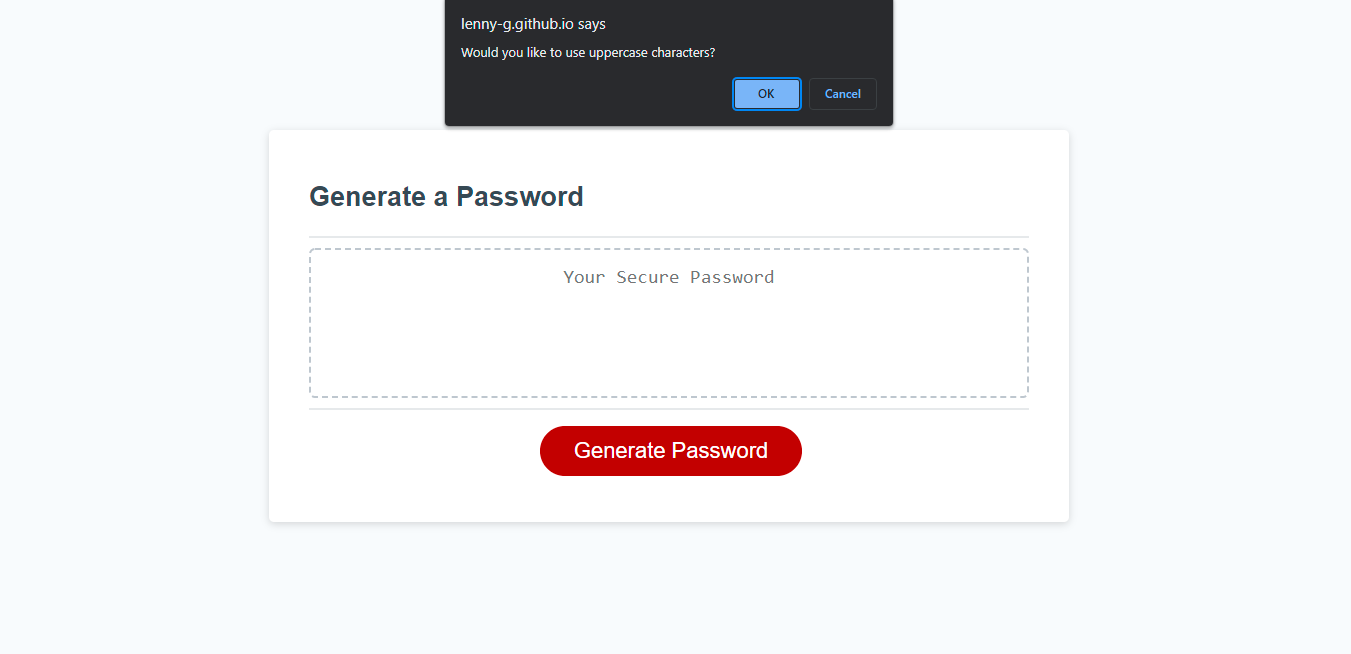 lenny-g.github.io says
Would you like to use uppercase characters?
OK Cancel
Generate a Password
Your Secure Password
Generate Password